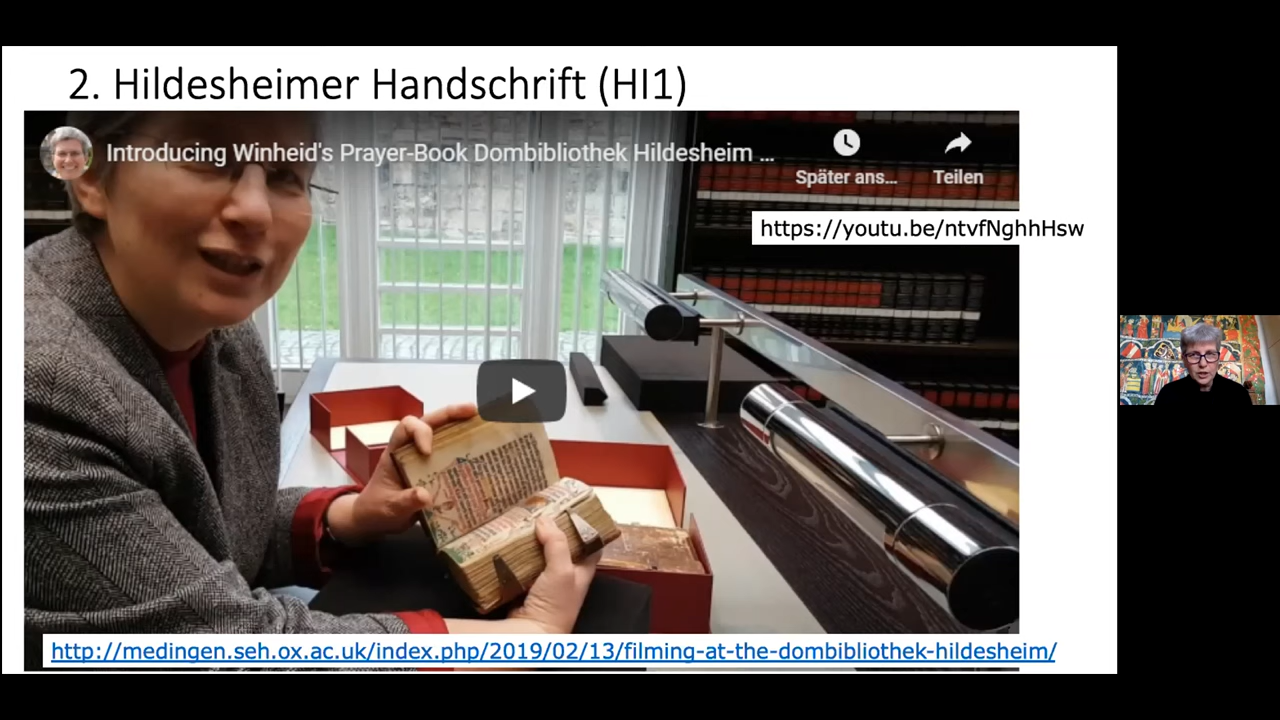 2. Hildesheimer Handschrift (HI1)
Introducing Winheid's Prayer-Book Dombibliothek Hildesheim ...
Später ans...
Teilen
https://youtu.be/ntvfNghhHsw
http://medingen.seh.ox.ac.uk/index.php/2019/02/13/filming-at-the-dombibliothek-hildesheim/